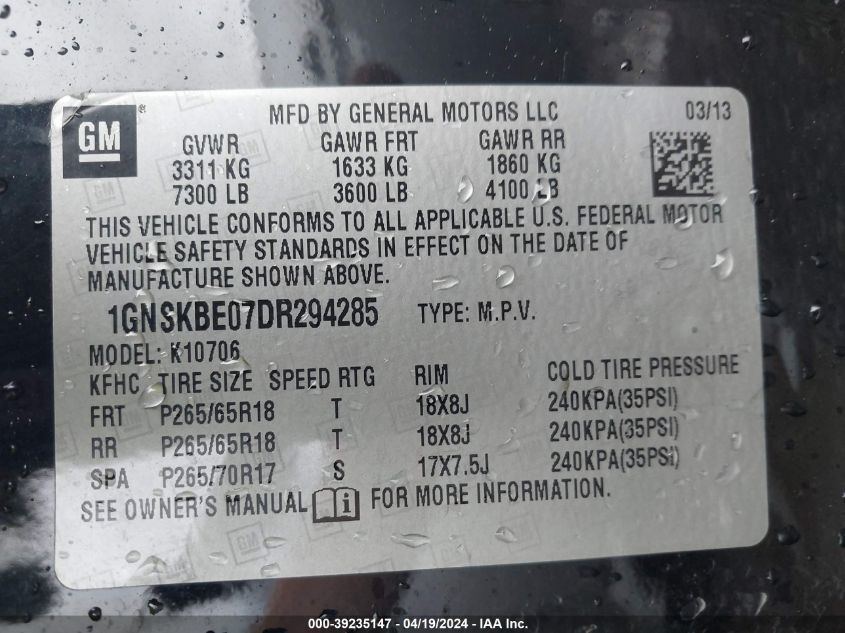 GM
MFD BY GENERAL MOTORS LLC 03/13
GVWR GAWR FRT GAWR RR
3311 KG 1633 KG 1860 KG
7300 LB 3600 LB 4100 LB
THIS VEHICLE CONFORMS TO ALL APPLICABLE U.S. FEDERAL MOTOR
VEHICLE SAFETY STANDARDS IN EFFECT ON THE DATE OF
MANUFACTURE SHOWN ABOVE.
1GNSKBE07DR294285 TYPE: M.P.V.
MODEL: K10706
KFHC TIRE SIZE SPEED RTG RIM COLD TIRE PRESSURE
FRT P265/65R18 T 18X8J 240KPA(35PSI)
RR P265/65R18 T 18X8J 240KPA(35PSI)
SPA P265/70R17 S 17X7.5J 240KPA(35PSI)
SEE OWNER'S MANUAL i FOR MORE INFORMATION.
000-39235147 - 04/19/2024 - IAA Inc.